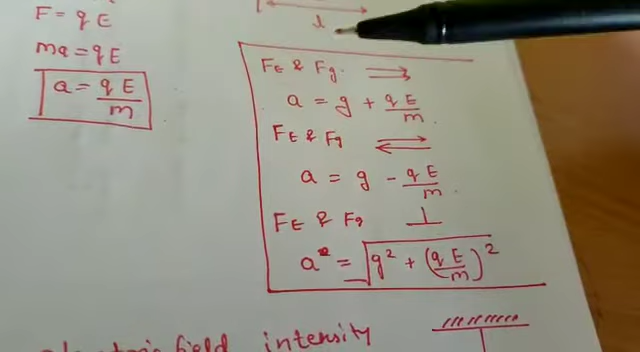 F = qE
ma = qE
a = qE/m
l
FE & Fg ⇉
a = g + qE/m
FE & Fg ⇌
a = g - qE/m
FE & Fg ⊥
a = √(g² + (qE/m)²)
electric field intensity